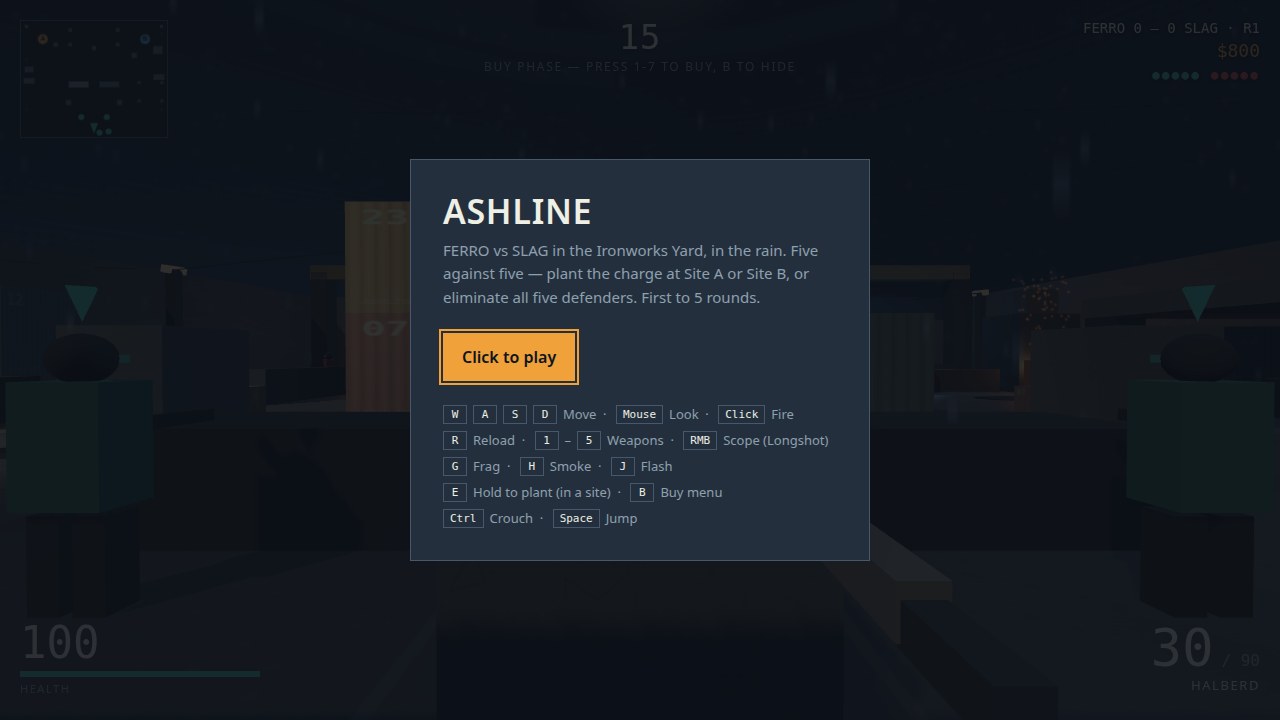 15
BUY PHASE — PRESS 1-7 TO BUY, B TO HIDE
FERRO 0 — 0 SLAG · R1
$800
A
23
07
ASHLINE
FERRO vs SLAG in the Ironworks Yard, in the rain. Five
against five — plant the charge at Site A or Site B, or
eliminate all five defenders. First to 5 rounds.
Click to play
W A S D Move · Mouse Look · Click Fire
R Reload · 1 – 5 Weapons · RMB Scope (Longshot)
G Frag · H Smoke · J Flash
E Hold to plant (in a site) · B Buy menu
Ctrl Crouch · Space Jump
100
HEALTH
30 / 90
HALBERD